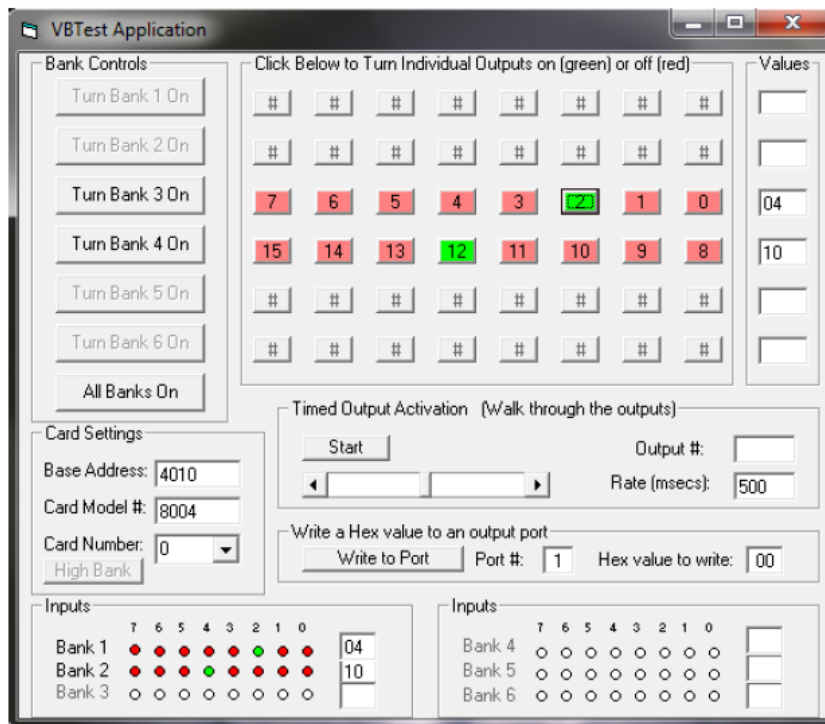 VBTest Application
Bank Controls
Turn Bank 1 On
Turn Bank 2 On
Turn Bank 3 On
Turn Bank 4 On
Turn Bank 5 On
Turn Bank 6 On
All Banks On
Click Below to Turn Individual Outputs on (green) or off (red)
# # # # # # # #
# # # # # # # #
7 6 5 4 3 2 1 0
15 14 13 12 11 10 9 8
# # # # # # # #
# # # # # # # #
Values
04
10
Card Settings
Base Address: 4010
Card Model #: 8004
Card Number: 0
High Bank
Timed Output Activation (Walk through the outputs)
Start Output #:
Rate (msecs): 500
Write a Hex value to an output port
Write to Port Port #: 1 Hex value to write: 00
Inputs
7 6 5 4 3 2 1 0
Bank 1 04
Bank 2 10
Bank 3
Inputs
7 6 5 4 3 2 1 0
Bank 4
Bank 5
Bank 6